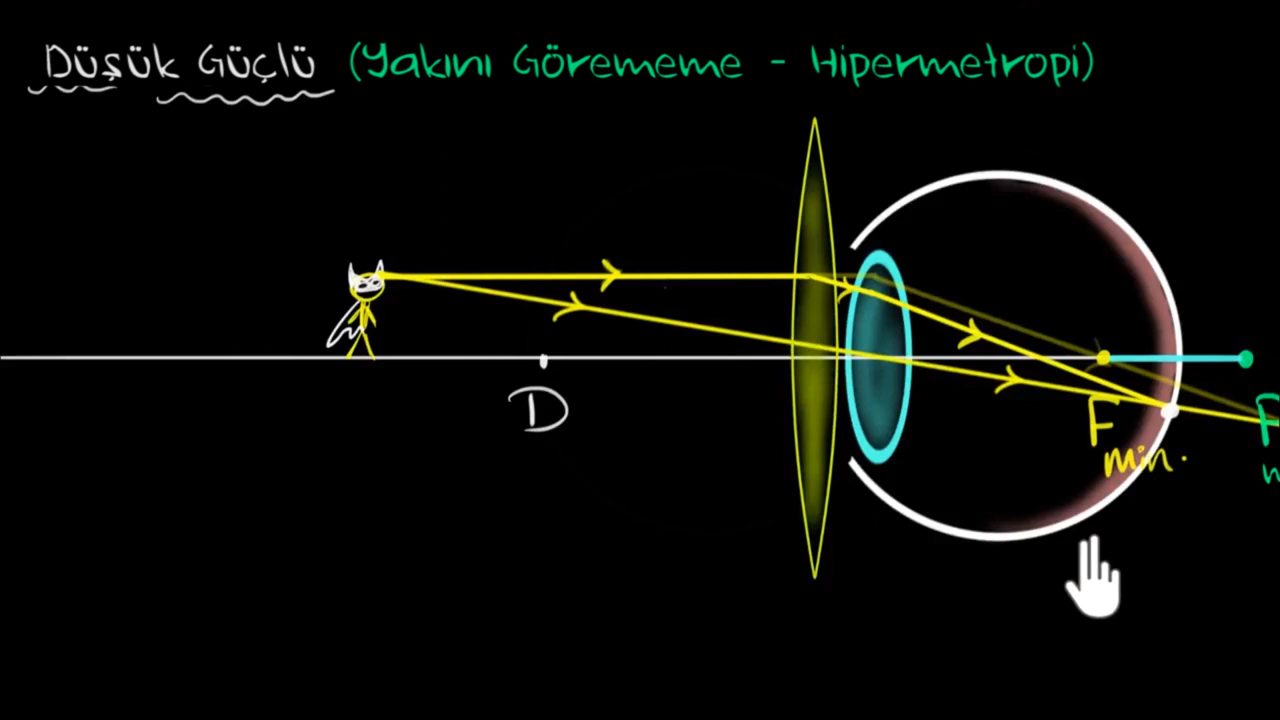 Düşük Güçlü (Yakını Görememe - Hipermetropi)
D
F
min.